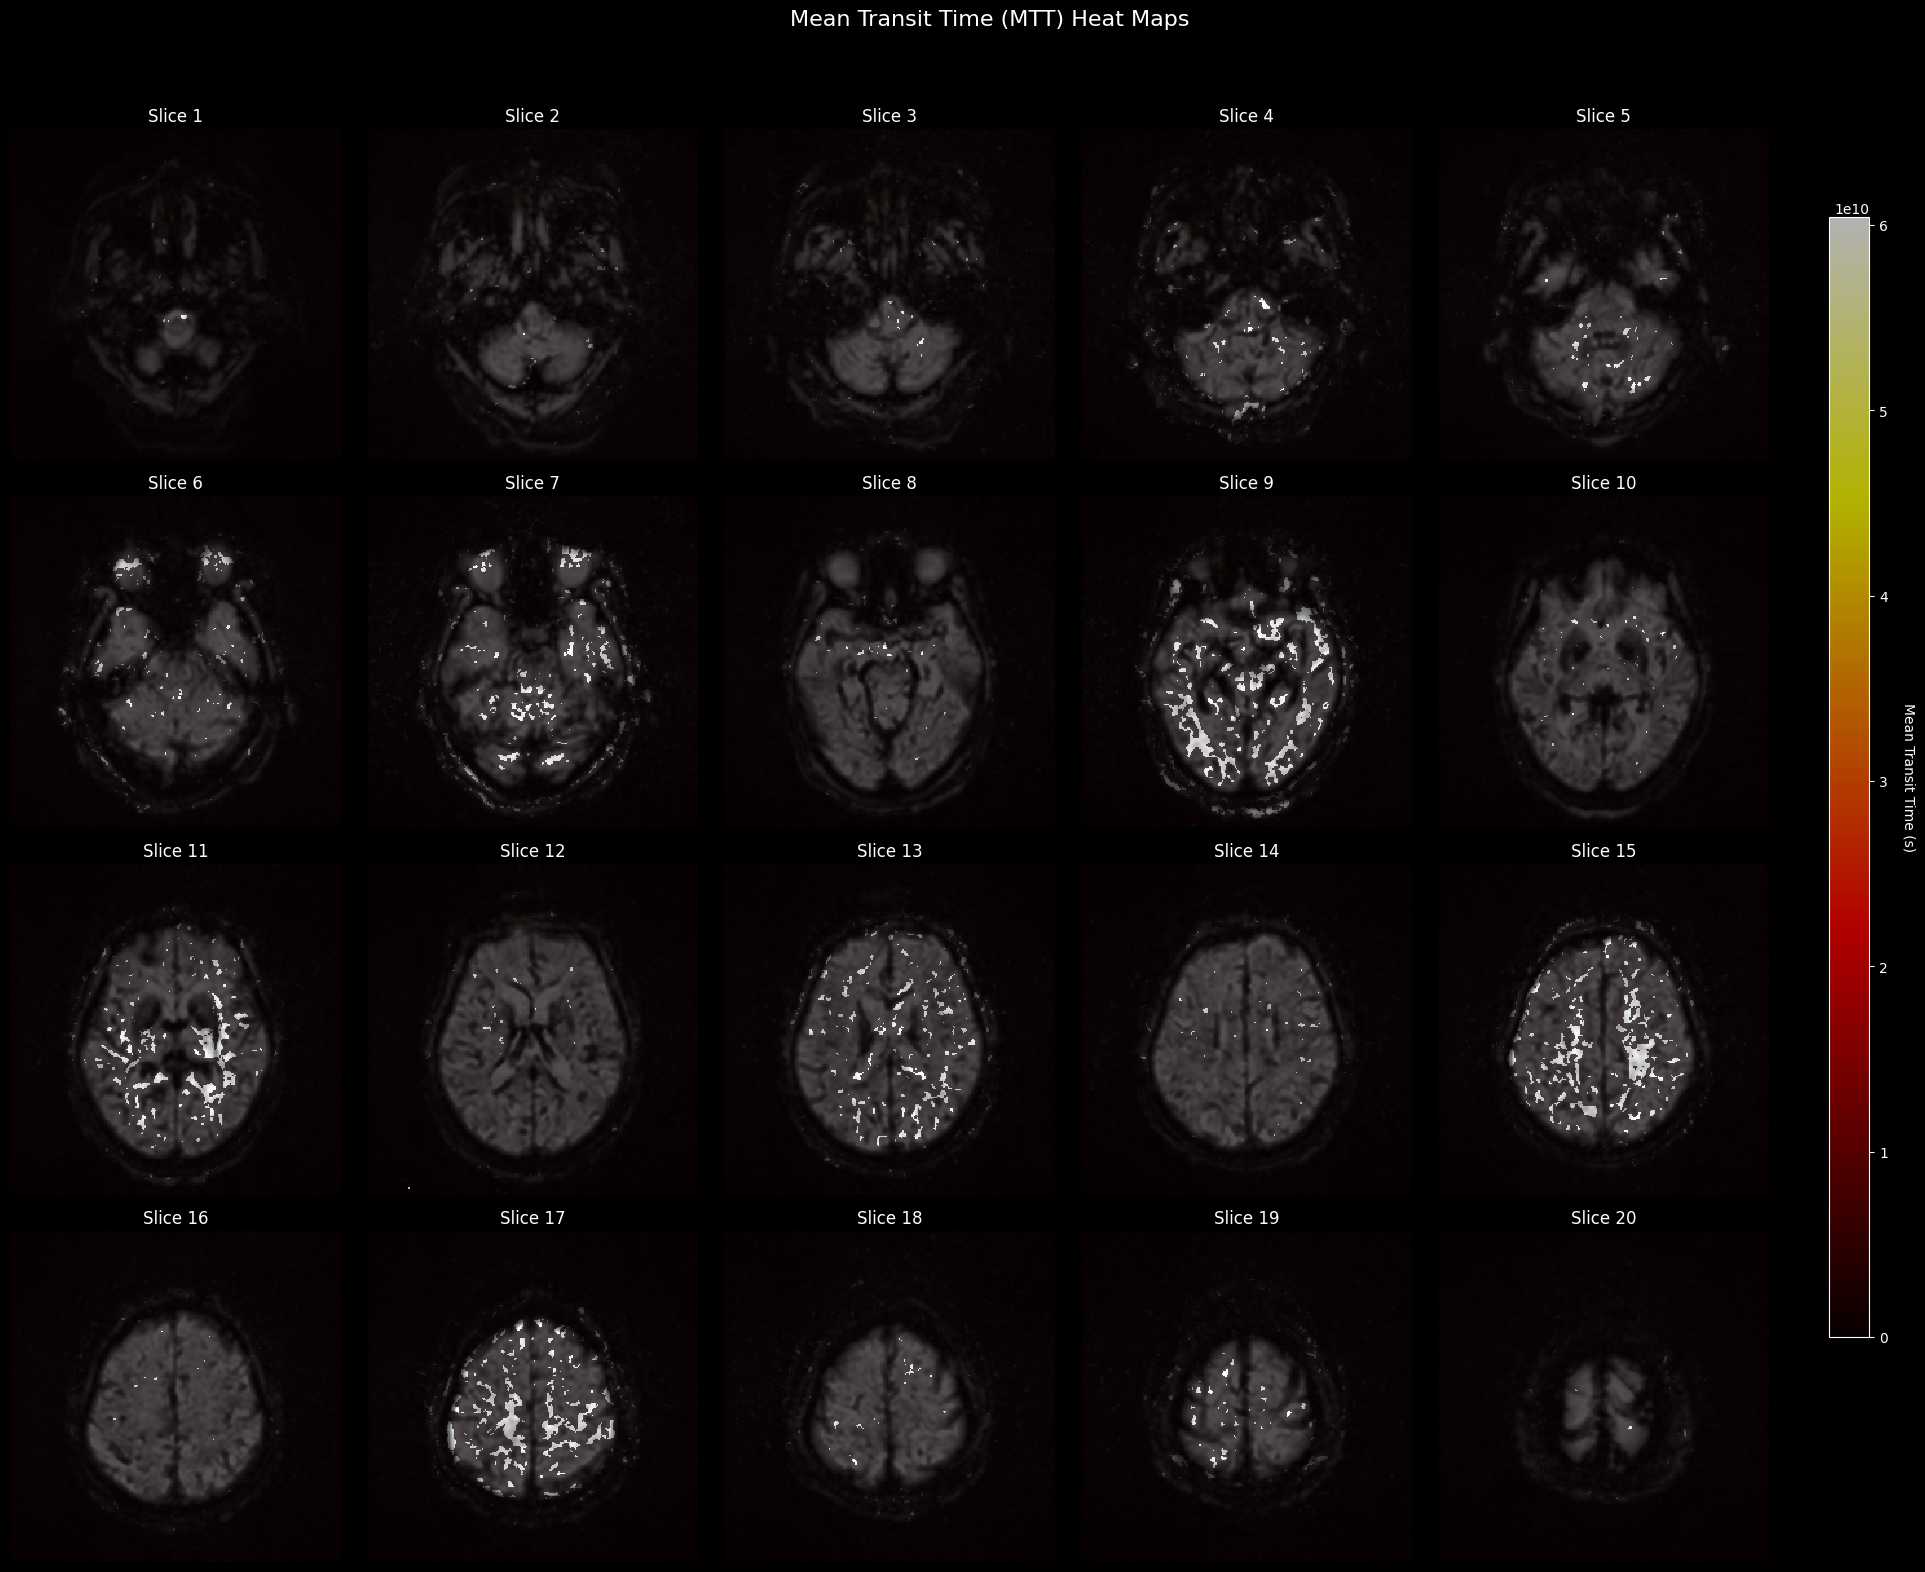 Mean Transit Time (MTT) Heat Maps
Slice 1
Slice 2
Slice 3
Slice 4
Slice 5
1e10
6
5
4
3
2
1
0
Mean Transit Time (s)
Slice 6
Slice 7
Slice 8
Slice 9
Slice 10
Slice 11
Slice 12
Slice 13
Slice 14
Slice 15
Slice 16
Slice 17
Slice 18
Slice 19
Slice 20